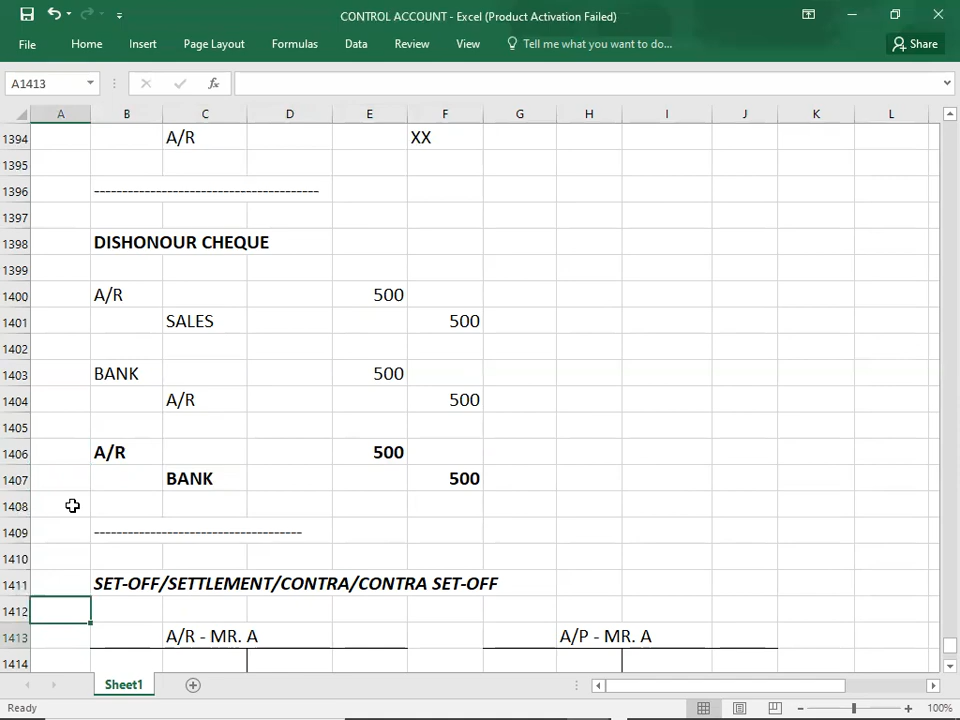 CONTROL ACCOUNT - Excel (Product Activation Failed)
File Home Insert Page Layout Formulas Data Review View Tell me what you want to do... Share
A1413 fx
A B C D E F G H I J K L
1394 A/R XX
1395
1396 ----------------------------------------
1397
1398 DISHONOUR CHEQUE
1399
1400 A/R 500
1401 SALES 500
1402
1403 BANK 500
1404 A/R 500
1405
1406 A/R 500
1407 BANK 500
1408
1409 -------------------------------------
1410
1411 SET-OFF/SETTLEMENT/CONTRA/CONTRA SET-OFF
1412
1413 A/R - MR. A A/P - MR. A
1414
Sheet1
Ready 100%